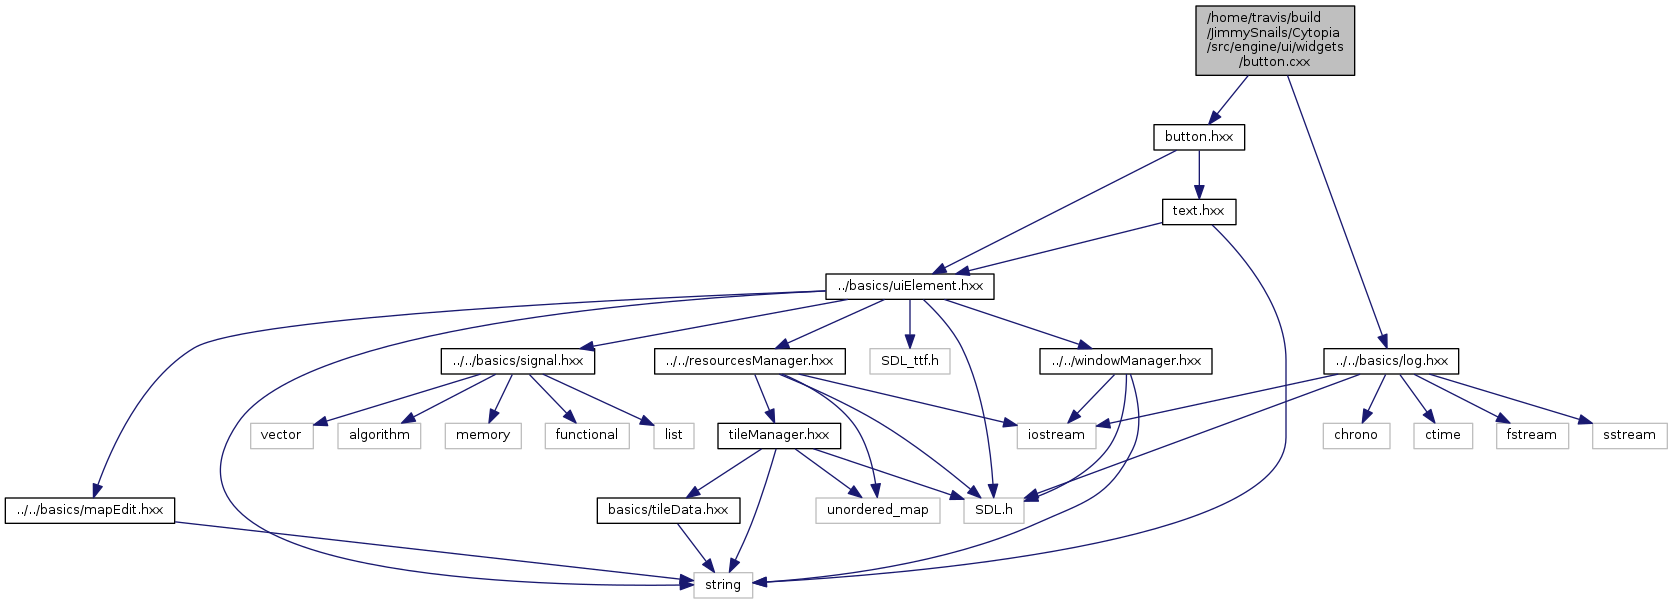 /home/travis/build
/JimmySnails/Cytopia
/src/engine/ui/widgets
/button.cxx
button.hxx
text.hxx
../basics/uiElement.hxx
../../basics/signal.hxx
../../resourcesManager.hxx
SDL_ttf.h
../../windowManager.hxx
../../basics/log.hxx
vector
algorithm
memory
functional
list
tileManager.hxx
iostream
chrono
ctime
fstream
sstream
../../basics/mapEdit.hxx
basics/tileData.hxx
unordered_map
SDL.h
string